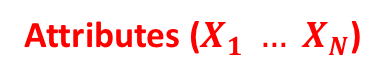 Attributes (X₁ … X_N)